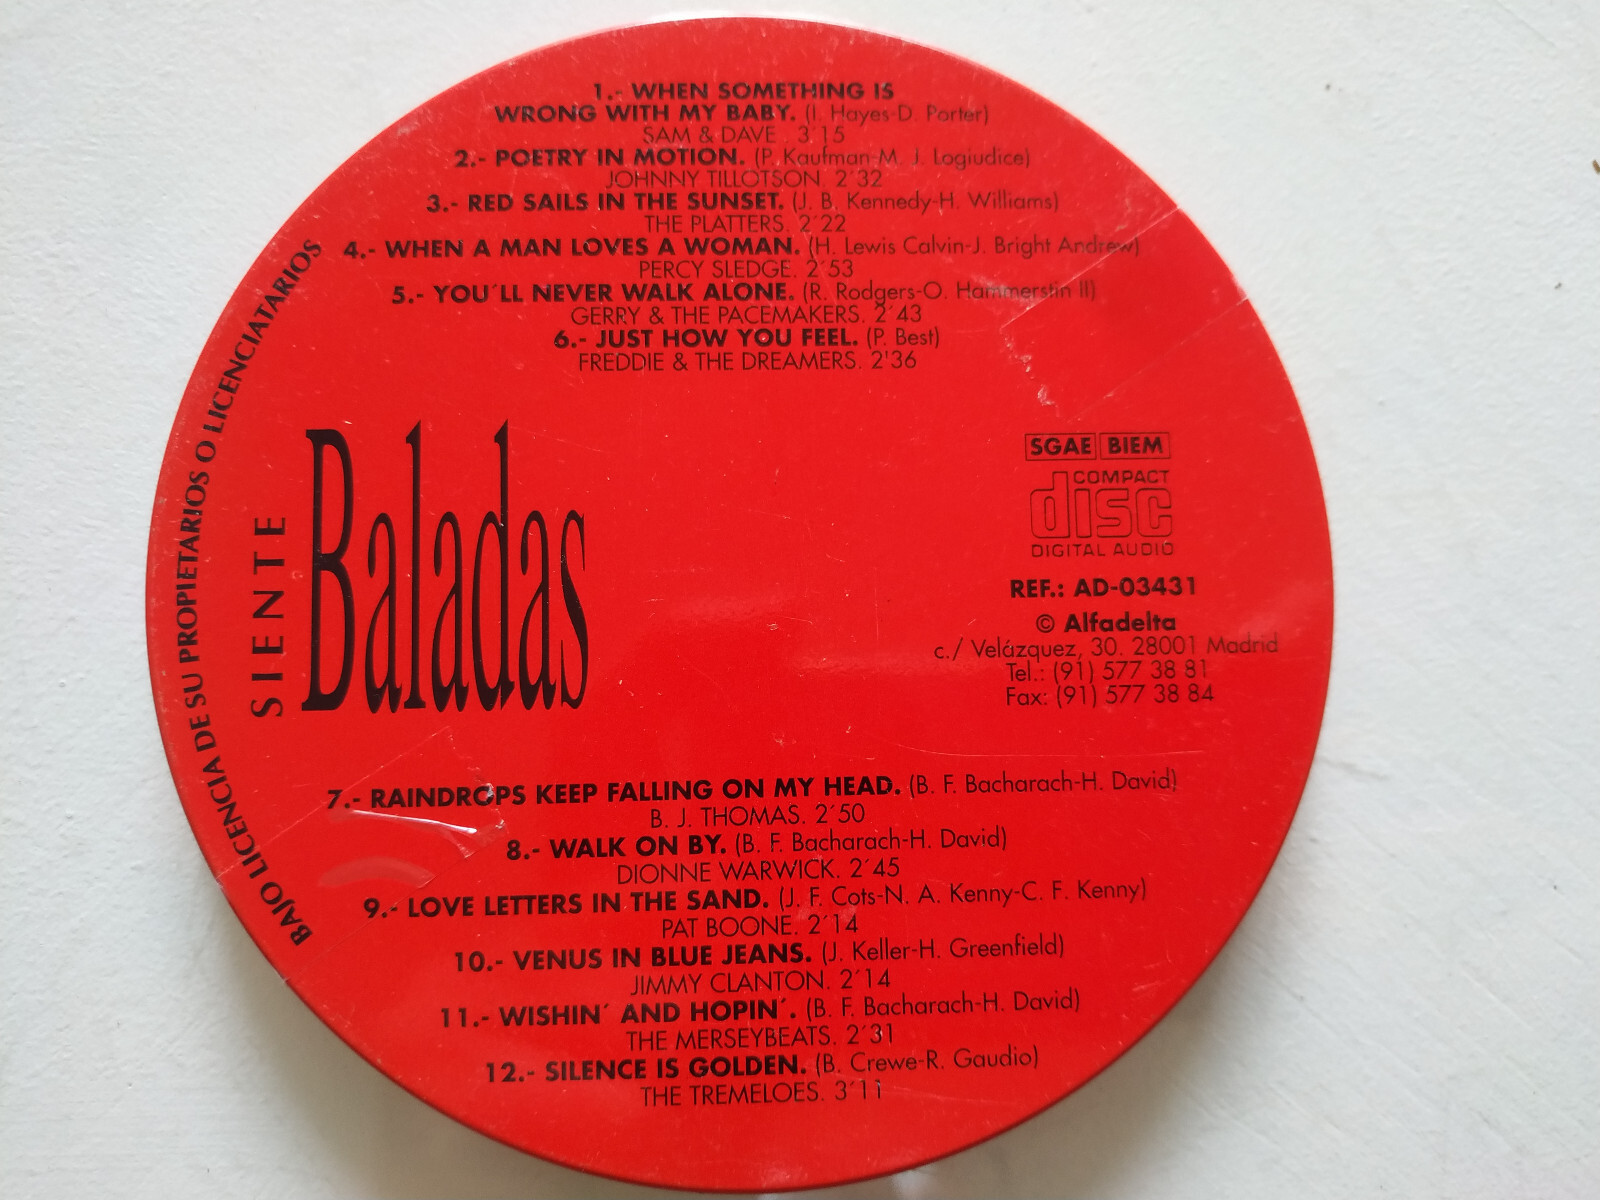 1.- WHEN SOMETHING IS
WRONG WITH MY BABY. (I. Hayes-D. Porter)
SAM & DAVE . 3´15
2.- POETRY IN MOTION. (P. Kaufman-M. J. Logiudice)
JOHNNY TILLOTSON. 2´32
3.- RED SAILS IN THE SUNSET. (J. B. Kennedy-H. Williams)
THE PLATTERS. 2´22
4.- WHEN A MAN LOVES A WOMAN. (H. Lewis Calvin-J. Bright Andrew)
PERCY SLEDGE. 2´53
5.- YOU´LL NEVER WALK ALONE. (R. Rodgers-O. Hammerstin II)
GERRY & THE PACEMAKERS. 2´43
6.- JUST HOW YOU FEEL. (P. Best)
FREDDIE & THE DREAMERS. 2'36
BAJO LICENCIA DE SU PROPIETARIOS O LICENCIATARIOS
SIENTE
Baladas
SGAE BIEM
COMPACT
disc
DIGITAL AUDIO
REF.: AD-03431
© Alfadelta
c./ Velázquez, 30. 28001 Madrid
Tel.: (91) 577 38 81
Fax: (91) 577 38 84
7.- RAINDROPS KEEP FALLING ON MY HEAD. (B. F. Bacharach-H. David)
B. J. THOMAS. 2´50
8.- WALK ON BY. (B. F. Bacharach-H. David)
DIONNE WARWICK. 2´45
9.- LOVE LETTERS IN THE SAND. (J. F. Cots-N. A. Kenny-C. F. Kenny)
PAT BOONE. 2´14
10.- VENUS IN BLUE JEANS. (J. Keller-H. Greenfield)
JIMMY CLANTON. 2´14
11.- WISHIN´ AND HOPIN´. (B. F. Bacharach-H. David)
THE MERSEYBEATS. 2´31
12.- SILENCE IS GOLDEN. (B. Crewe-R. Gaudio)
THE TREMELOES. 3´11